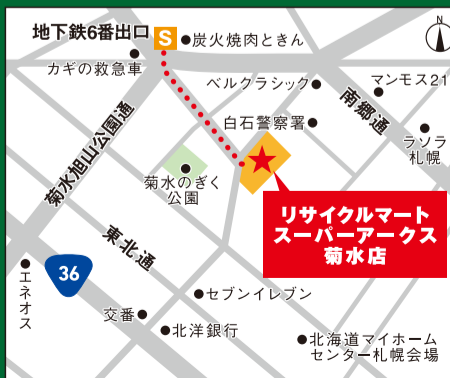 地下鉄6番出口
S
炭火焼肉ときん
N
カギの救急車
ベルクラシック
マンモス21
南郷通
白石警察署
ラソラ
札幌
菊水旭山公園通
菊水のぎく
公園
リサイクルマート
スーパーアークス
菊水店
東北通
36
エネオス
セブンイレブン
交番
北洋銀行
北海道マイホーム
センター札幌会場